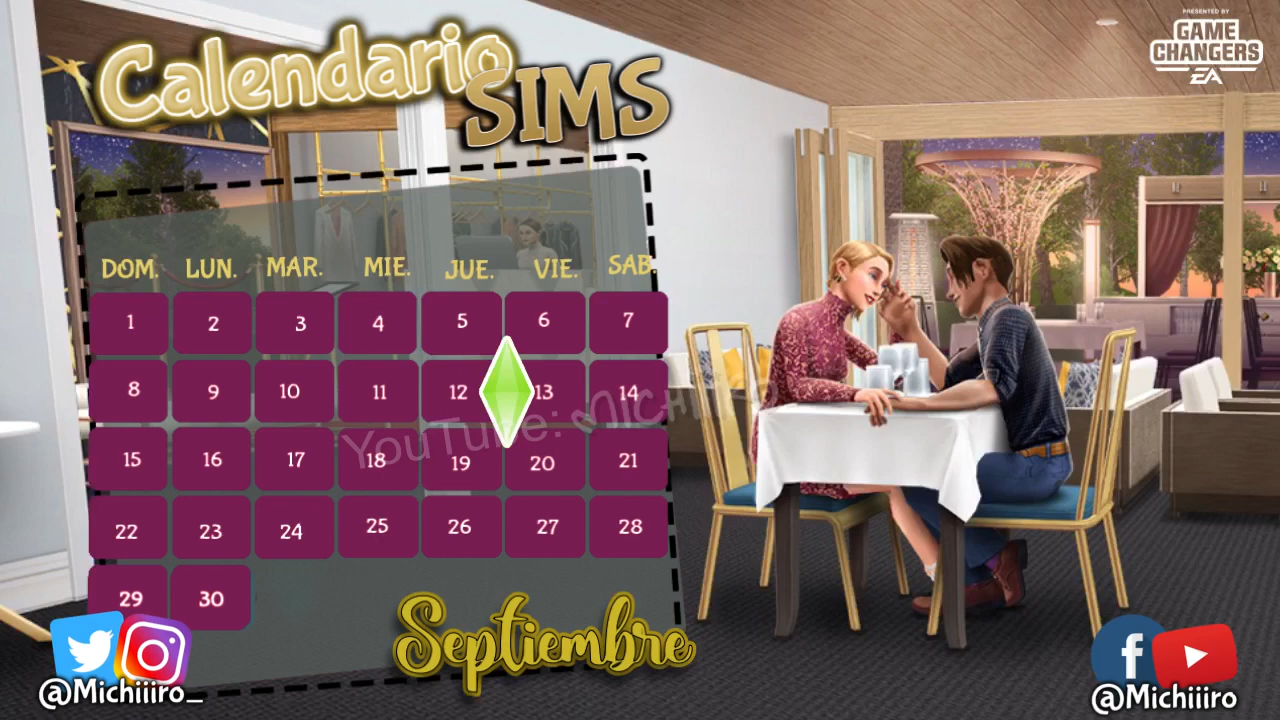 PRESENTED BY
GAME
CHANGERS
EA
Calendario
SIMS
DOM. LUN. MAR. MIE. JUE. VIE. SAB.
1 2 3 4 5 6 7
8 9 10 11 12 13 14
YouTube: Michiiiro
15 16 17 18 19 20 21
22 23 24 25 26 27 28
29 30
Septiembre
@Michiiiro_
@Michiiiro